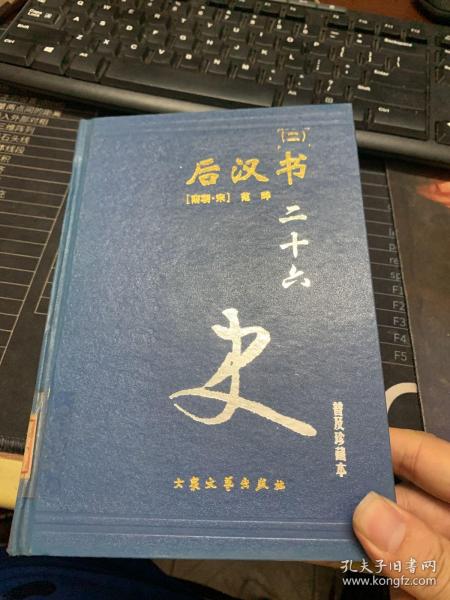 [二]
后汉书
[南朝·宋] 范晔
二十六
史
普及珍藏本
大众文艺出版社
孔夫子旧书网
www.kongfz.com